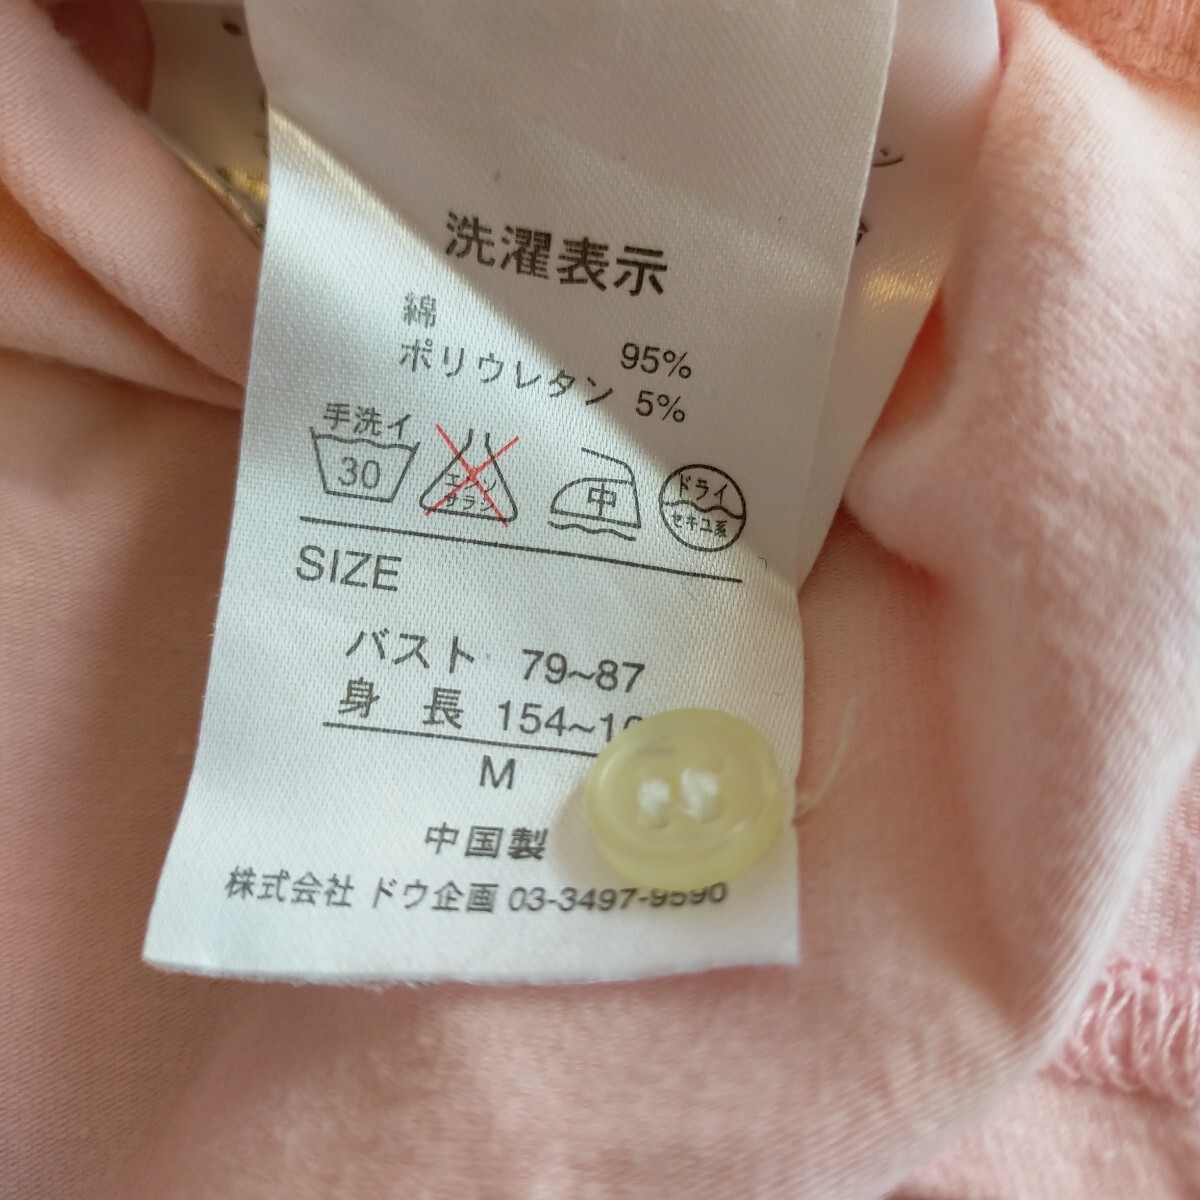 洗濯表示
綿 95%
ポリウレタン 5%
手洗イ
30
エンソ
サラシ
中
ドライ
セキユ系
SIZE
バスト 79~87
身 長 154~16
M
中国製
株式会社 ドウ企画 03-3497-9590